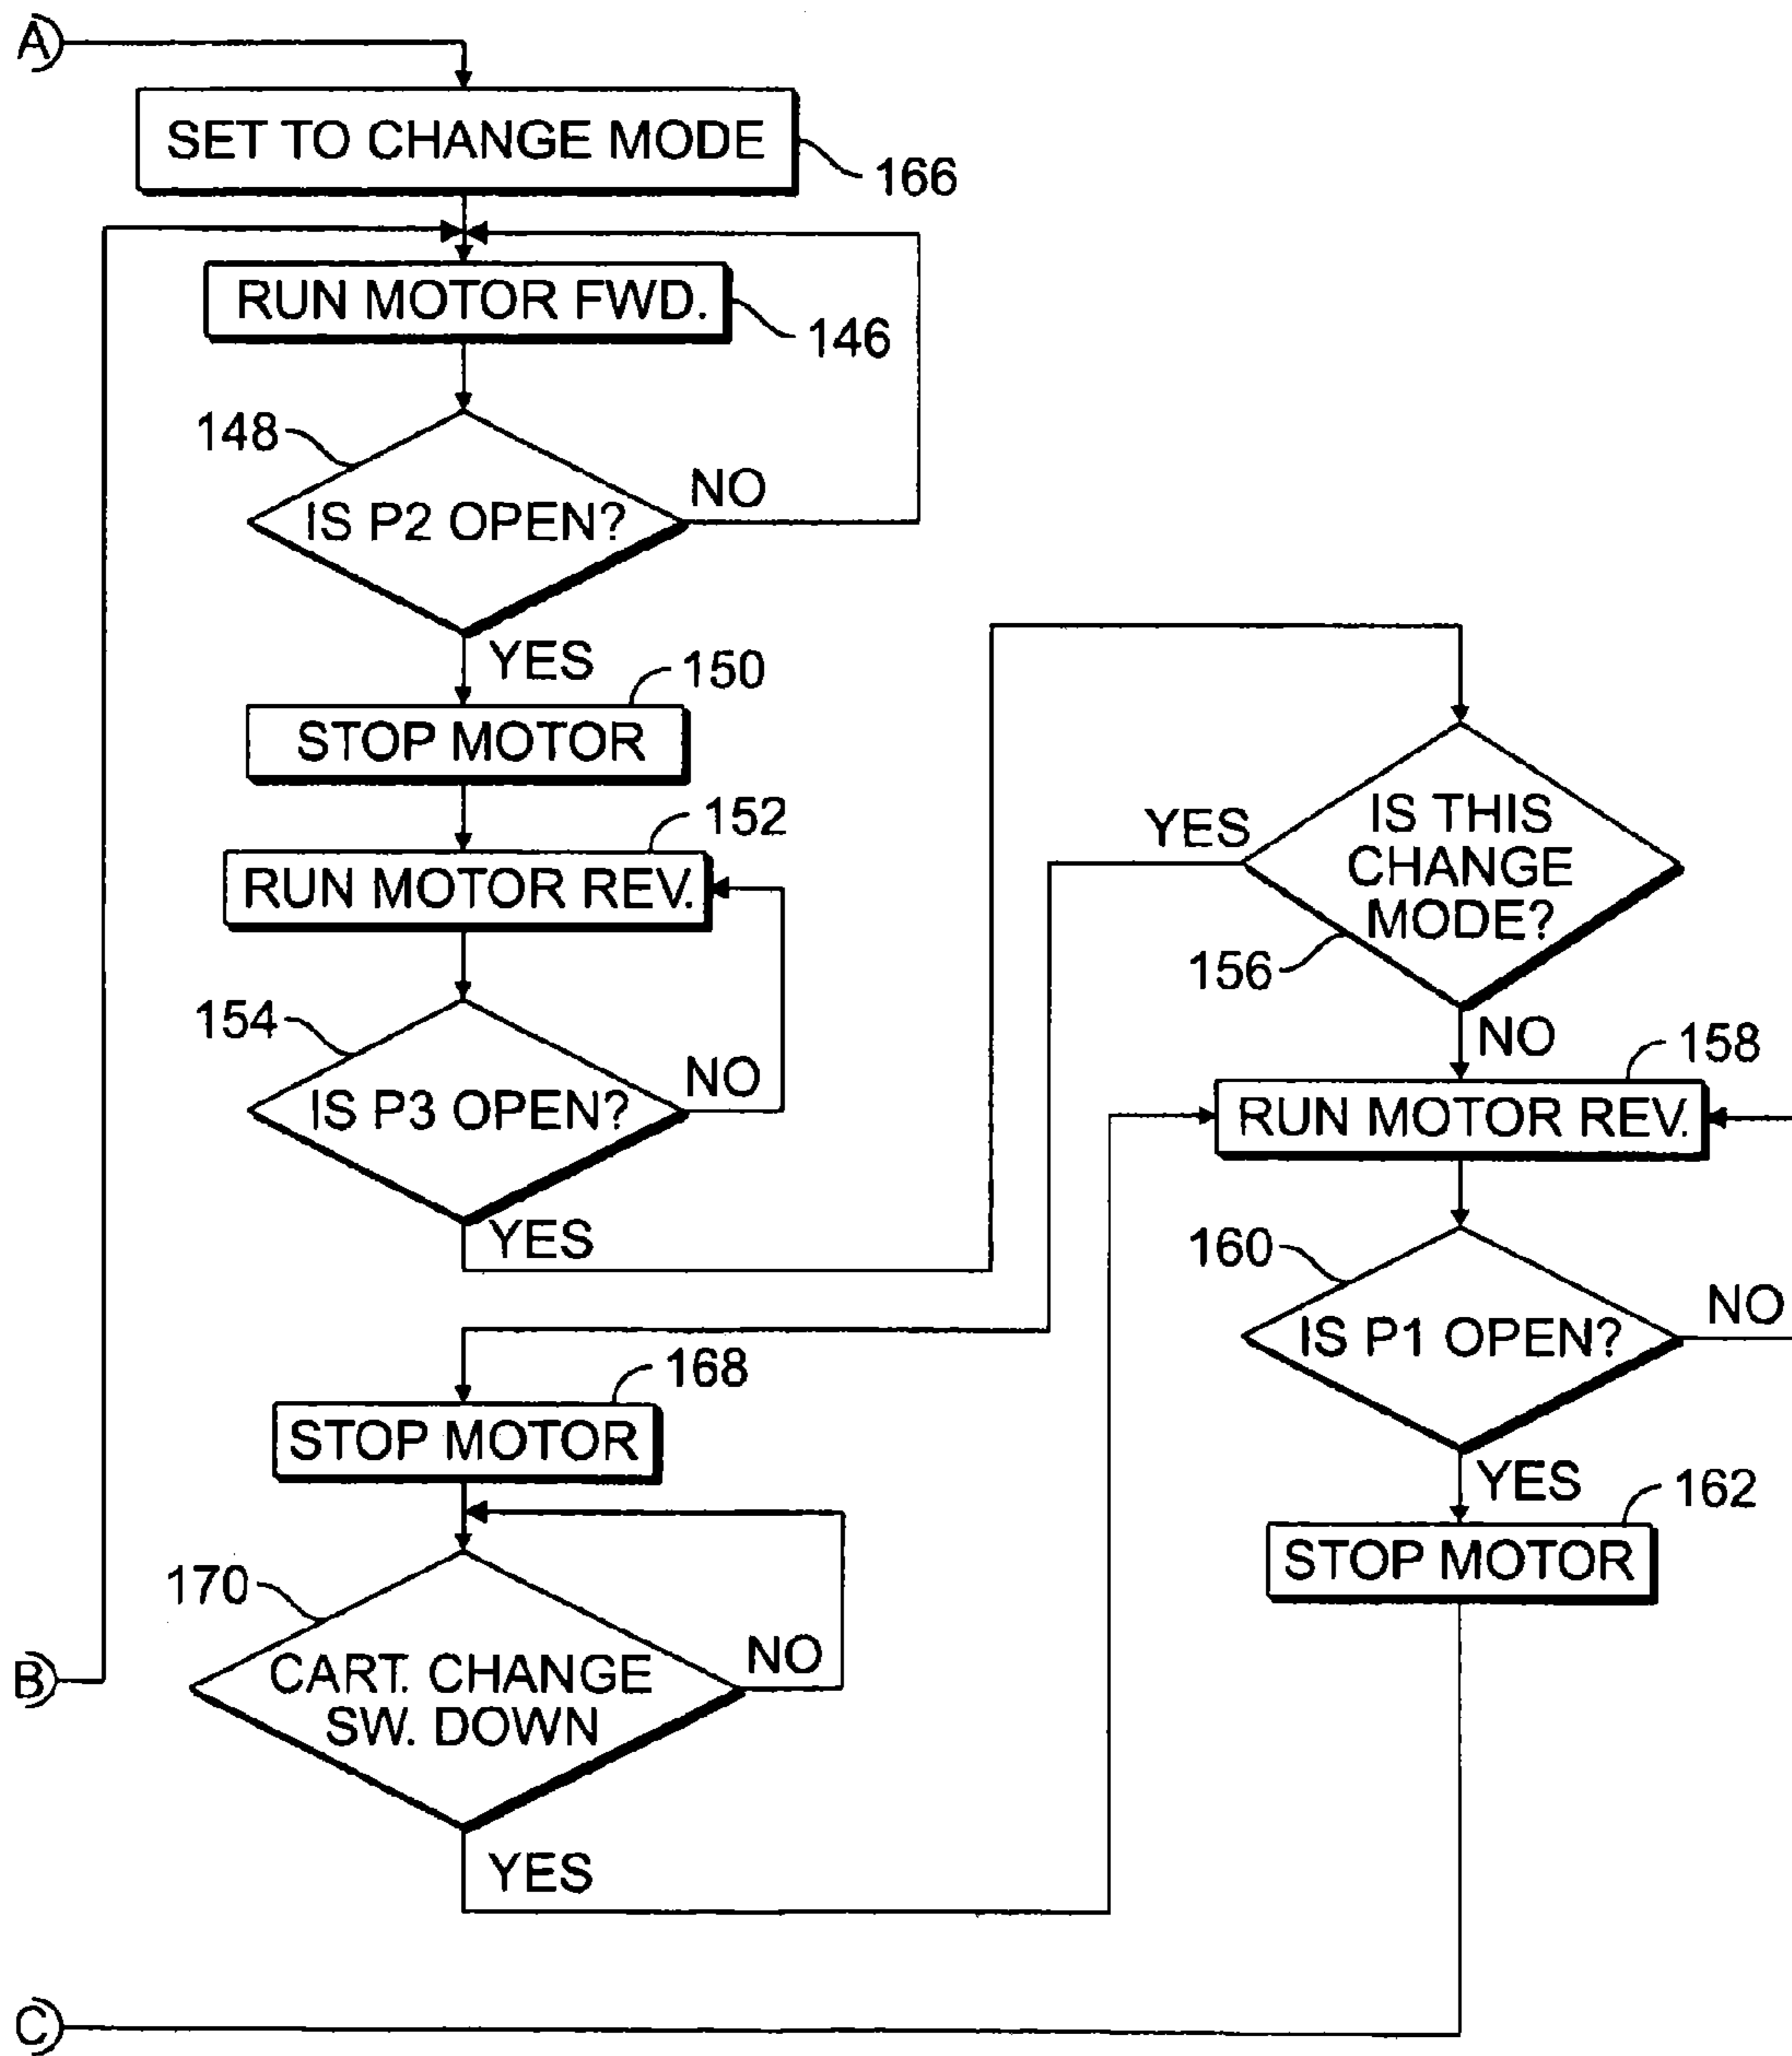 A
SET TO CHANGE MODE
166
RUN MOTOR FWD.
146
148
IS P2 OPEN?
NO
YES
150
STOP MOTOR
152
RUN MOTOR REV.
154
IS P3 OPEN?
NO
YES
IS THIS
CHANGE
MODE?
YES
156
NO
158
RUN MOTOR REV.
160
IS P1 OPEN?
NO
YES
162
STOP MOTOR
168
STOP MOTOR
170
CART. CHANGE
SW. DOWN
NO
YES
B
C